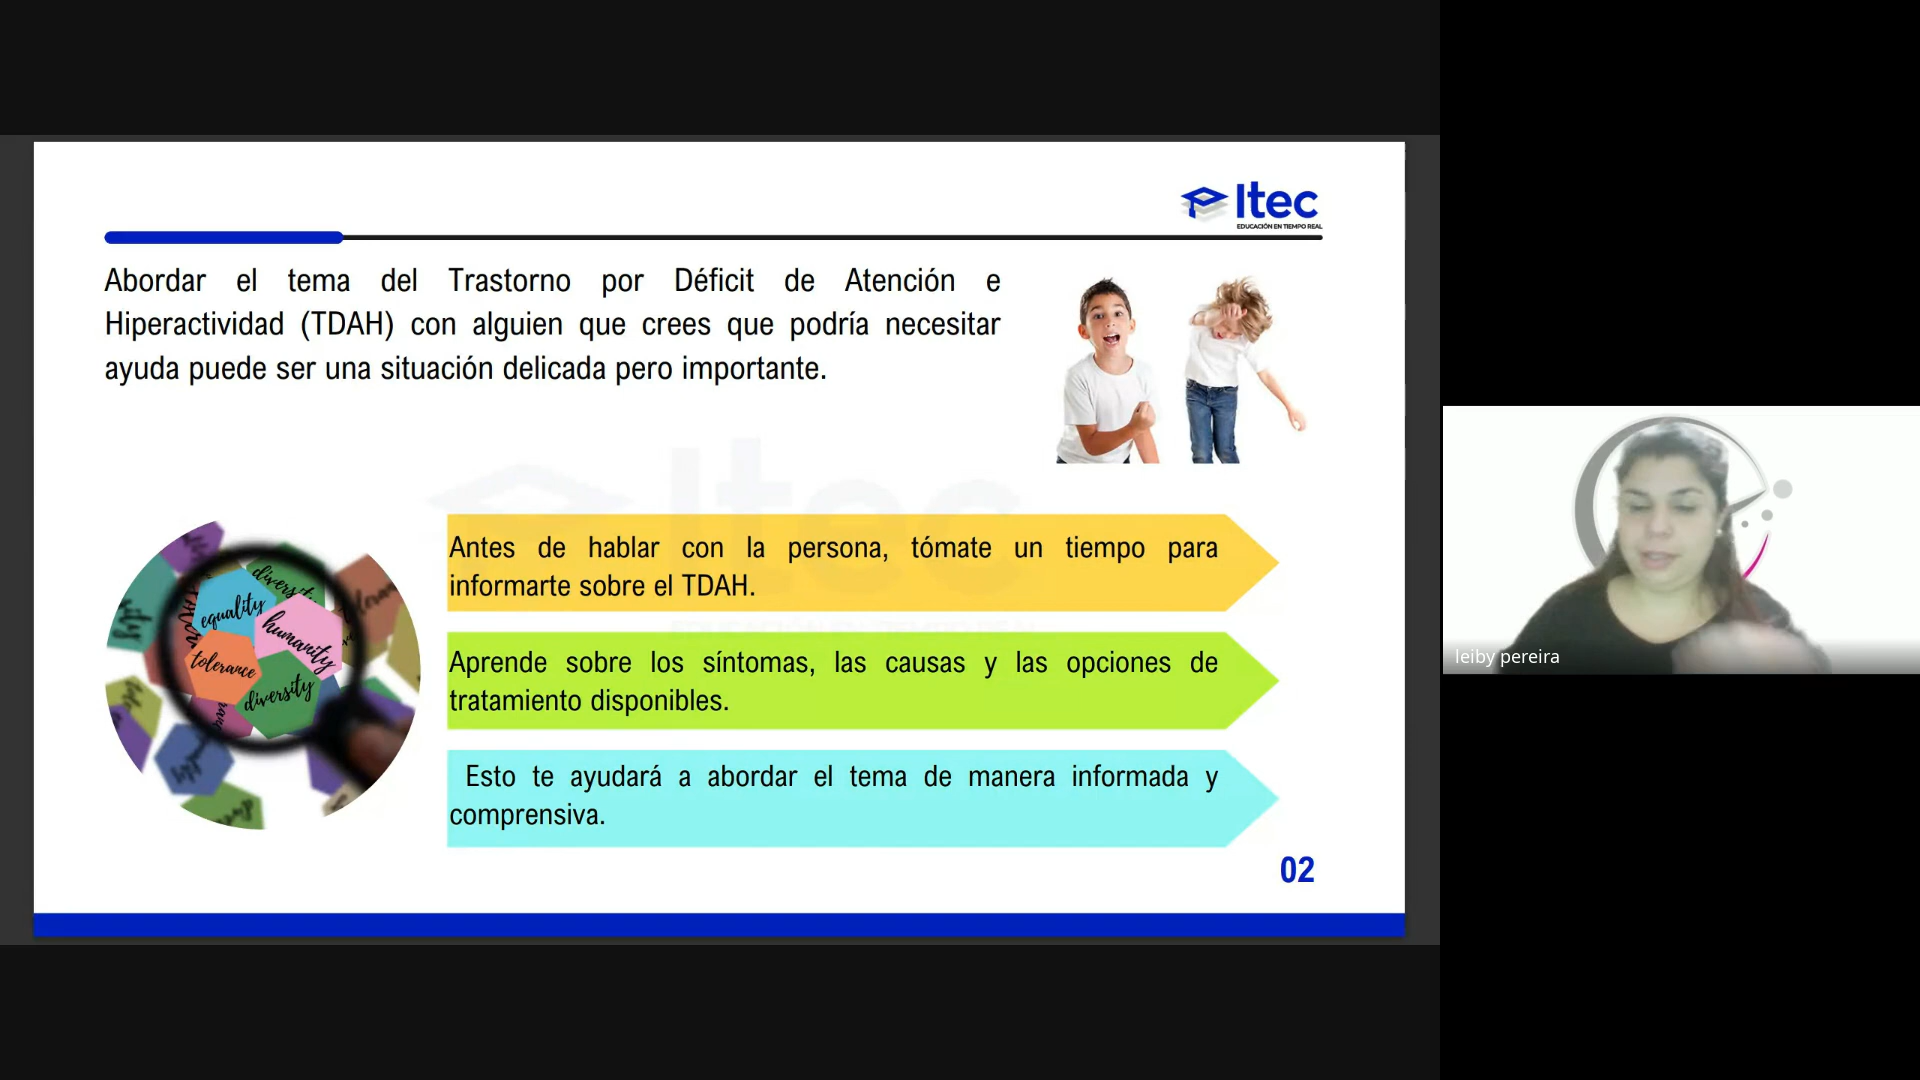 Itec
EDUCACIÓN EN TIEMPO REAL
Abordar el tema del Trastorno por Déficit de Atención e
Hiperactividad (TDAH) con alguien que crees que podría necesitar
ayuda puede ser una situación delicada pero importante.
Antes de hablar con la persona, tómate un tiempo para
informarte sobre el TDAH.
Aprende sobre los síntomas, las causas y las opciones de
tratamiento disponibles.
Esto te ayudará a abordar el tema de manera informada y
comprensiva.
diversity
equality
humanity
tolerance
diversity
02
leiby pereira